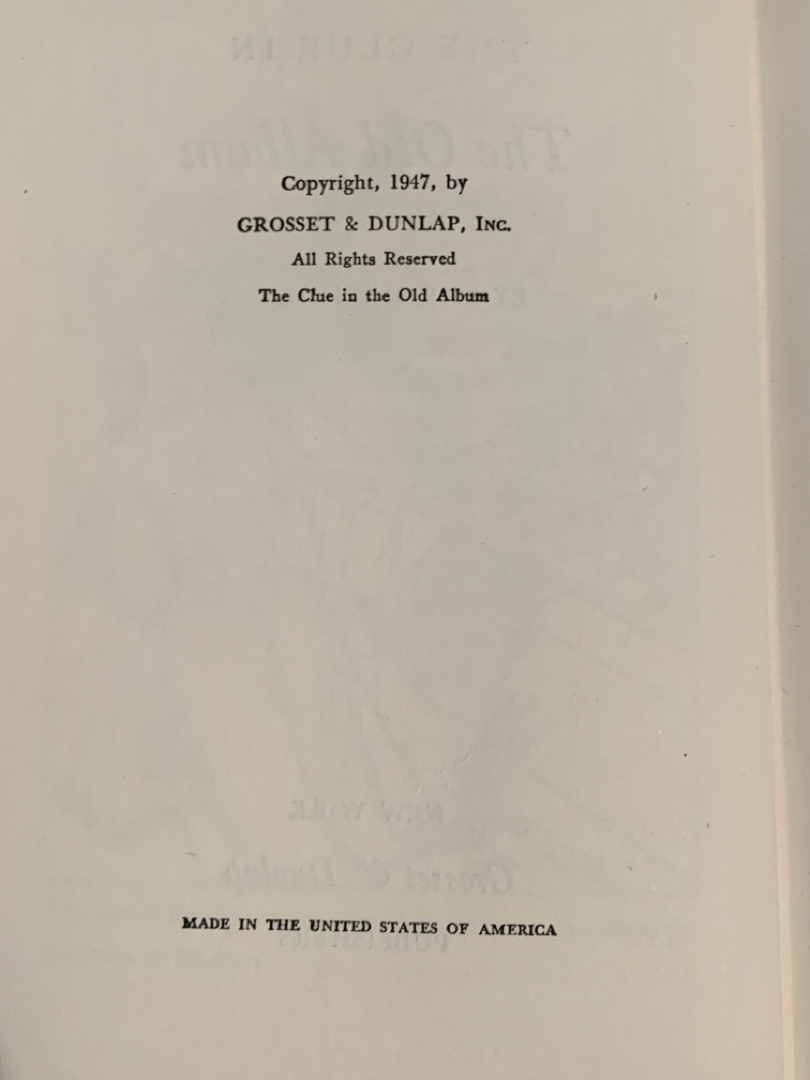 Copyright, 1947, by
GROSSET & DUNLAP, INC.
All Rights Reserved
The Clue in the Old Album
MADE IN THE UNITED STATES OF AMERICA